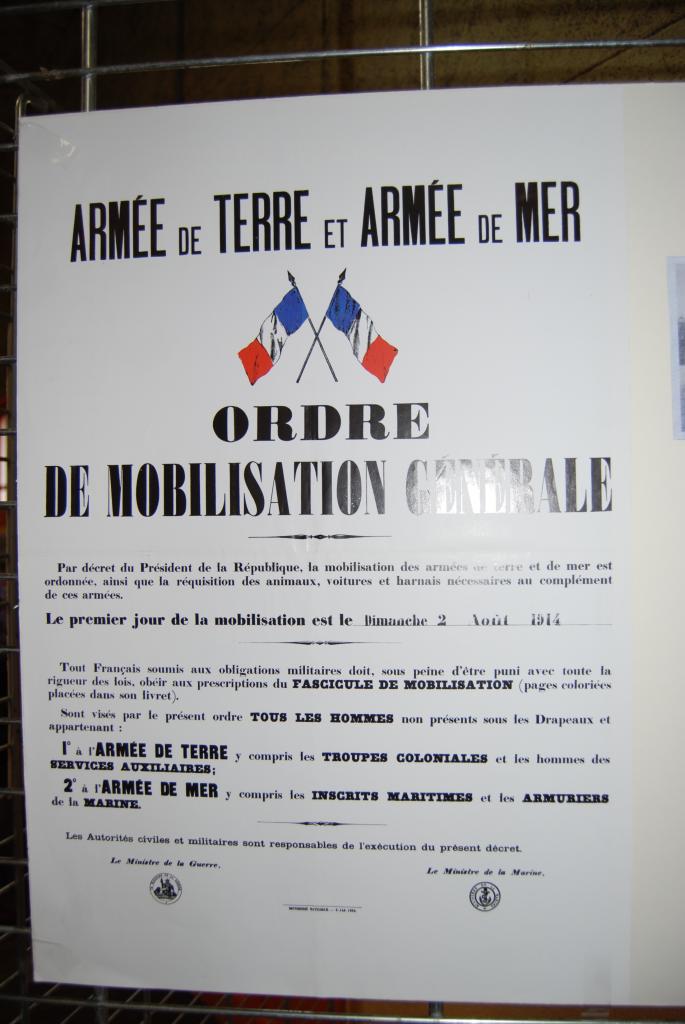 ARMÉE DE TERRE ET ARMÉE DE MER
ORDRE
DE MOBILISATION GÉNÉRALE
Par décret du Président de la République, la mobilisation des armées de terre et de mer est
ordonnée, ainsi que la réquisition des animaux, voitures et harnais nécessaires au complément
de ces armées.
Le premier jour de la mobilisation est le Dimanche 2 Août 1914
Tout Français soumis aux obligations militaires doit, sous peine d'être puni avec toute la
rigueur des lois, obéir aux prescriptions du FASCICULE DE MOBILISATION (pages coloriées
placées dans son livret).
Sont visés par le présent ordre TOUS LES HOMMES non présents sous les Drapeaux et
appartenant :
1° à l'ARMÉE DE TERRE y compris les TROUPES COLONIALES et les hommes des
SERVICES AUXILIAIRES;
2° à l'ARMÉE DE MER y compris les INSCRITS MARITIMES et les ARMURIERS
de la MARINE.
Les Autorités civiles et militaires sont responsables de l'exécution du présent décret.
Le Ministre de la Guerre,
Le Ministre de la Marine,